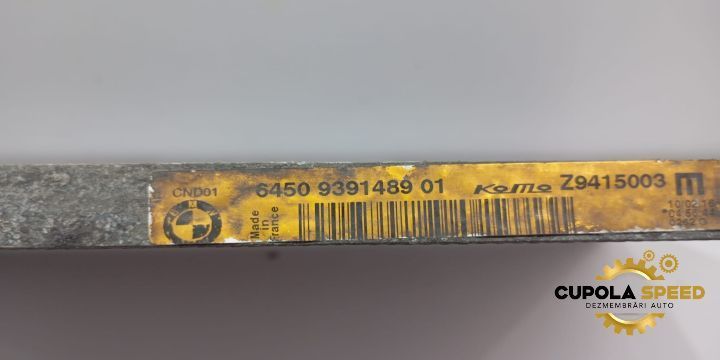 CND01
6450 9391489 01 KoMo Z9415003
Made
in
France
CUPOLA SPEED
DEZMEMBRĂRI AUTO